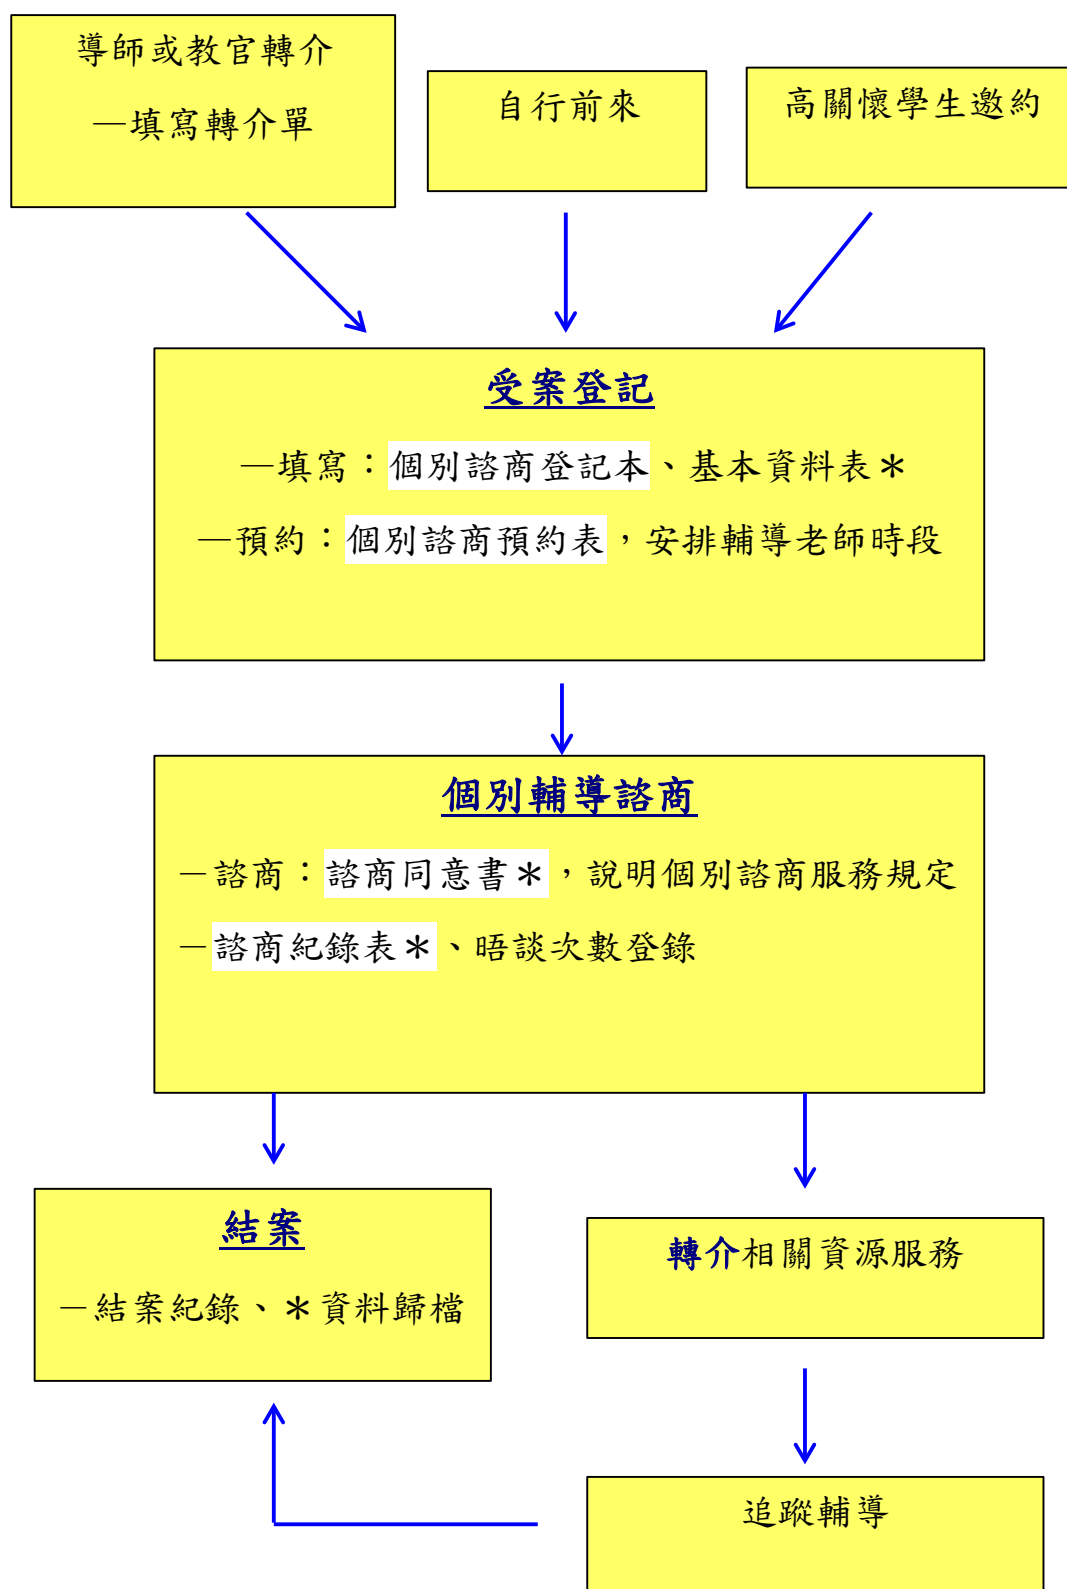 導師或教官轉介
—填寫轉介單
自行前來
高關懷學生邀約
受案登記
—填寫：個別諮商登記本、基本資料表＊
—預約：個別諮商預約表，安排輔導老師時段
個別輔導諮商
－諮商：諮商同意書＊，說明個別諮商服務規定
－諮商紀錄表＊、晤談次數登錄
結案
－結案紀錄、＊資料歸檔
轉介相關資源服務
追蹤輔導